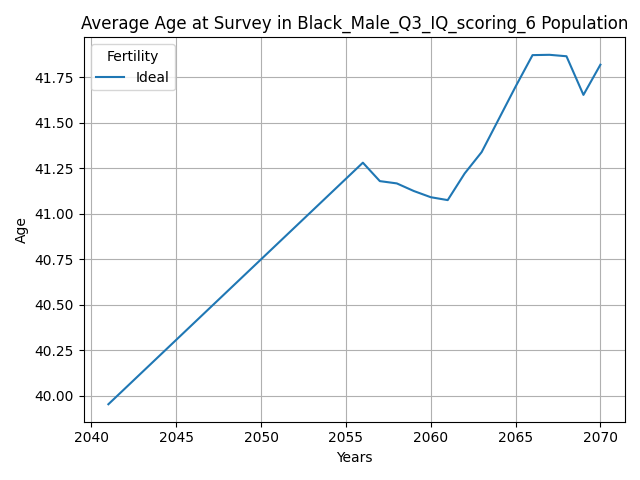 Average Age at Survey in Black_Male_Q3_IQ_scoring_6 Population
Fertility
Ideal
41.75
41.50
41.25
41.00
40.75
40.50
40.25
40.00
Age
2040 2045 2050 2055 2060 2065 2070
Years